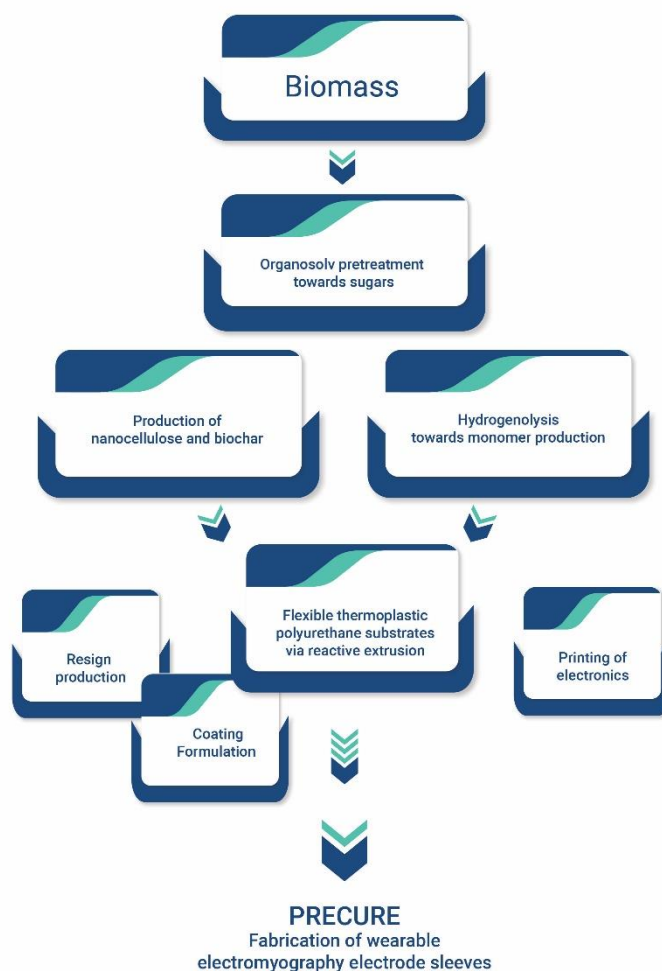 Biomass
Organosolv pretreatment
towards sugars
Production of
nanocellulose and biochar
Hydrogenolysis
towards monomer production
Flexible thermoplastic
polyurethane substrates
via reactive extrusion
Resign
production
Coating
Formulation
Printing of
electronics
PRECURE
Fabrication of wearable
electromyography electrode sleeves